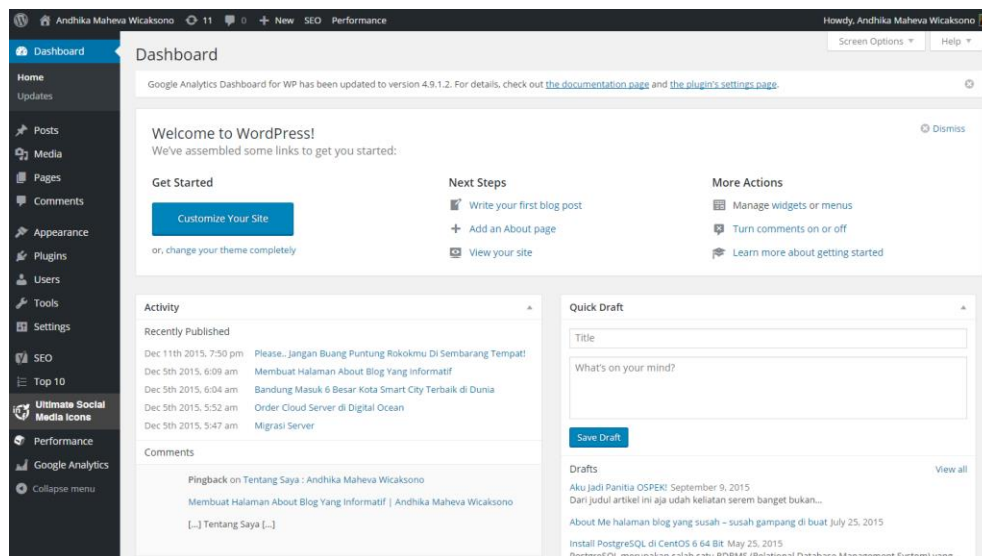 Andhika Maheva Wicaksono 11 0 + New SEO Performance
Howdy, Andhika Maheva Wicaksono
Dashboard
Home
Updates
Posts
Media
Pages
Comments
Appearance
Plugins
Users
Tools
Settings
SEO
Top 10
Ultimate Social
Media Icons
Performance
Google Analytics
Collapse menu
Screen Options
Help
Dashboard
Google Analytics Dashboard for WP has been updated to version 4.9.1.2. For details, check out the documentation page and the plugin's settings page.
Welcome to WordPress!
We've assembled some links to get you started:
Dismiss
Get Started
Customize Your Site
or, change your theme completely
Next Steps
Write your first blog post
Add an About page
View your site
More Actions
Manage widgets or menus
Turn comments on or off
Learn more about getting started
Activity
Recently Published
Dec 11th 2015, 7:50 pm Please.. Jangan Buang Puntung Rokokmu Di Sembarang Tempat!
Dec 5th 2015, 6:09 am Membuat Halaman About Blog Yang Informatif
Dec 5th 2015, 6:04 am Bandung Masuk 6 Besar Kota Smart City Terbaik di Dunia
Dec 5th 2015, 5:52 am Order Cloud Server di Digital Ocean
Dec 5th 2015, 5:47 am Migrasi Server
Comments
Pingback on Tentang Saya : Andhika Maheva Wicaksono
Membuat Halaman About Blog Yang Informatif | Andhika Maheva Wicaksono
[...] Tentang Saya [...]
Quick Draft
Title
What's on your mind?
Save Draft
Drafts
View all
Aku Jadi Panitia OSPEK! September 9, 2015
Dari judul artikel ini aja udah keliatan serem banget bukan...
About Me halaman blog yang susah – susah gampang di buat July 25, 2015
Install PostgreSQL di CentOS 6 64 Bit May 25, 2015
PostgreSQL merupakan salah satu RDBMS (Relational Database Management System) yang